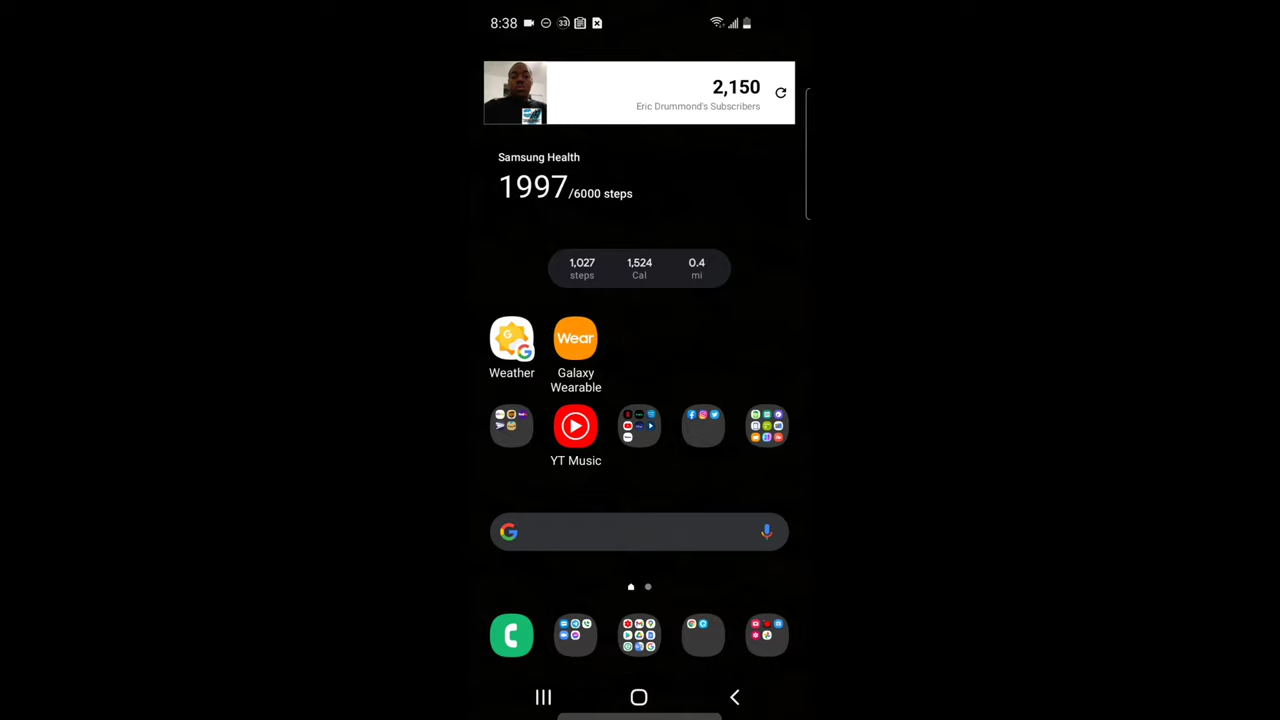 8:38
33
2,150
Eric Drummond's Subscribers
Samsung Health
1997/6000 steps
1,027 1,524 0.4
steps Cal mi
Wear
Weather Galaxy
Wearable
YT Music